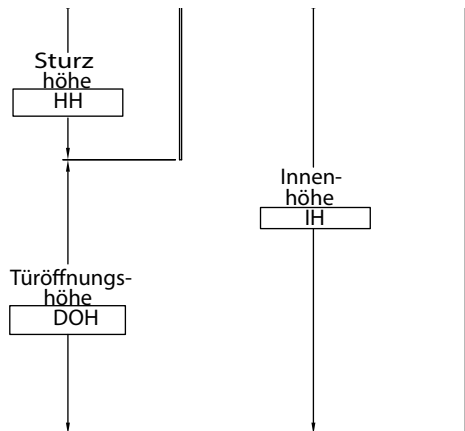 Sturz
höhe
HH
Innen-
höhe
IH
Türöffnungs-
höhe
DOH